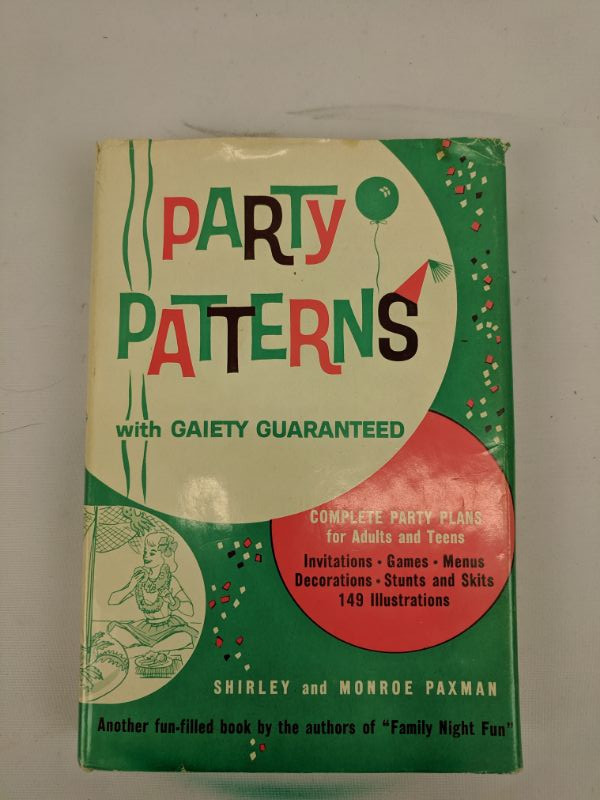 PARTY
PATTERNS
with GAIETY GUARANTEED
COMPLETE PARTY PLANS
for Adults and Teens
Invitations • Games • Menus
Decorations • Stunts and Skits
149 Illustrations
SHIRLEY and MONROE PAXMAN
Another fun-filled book by the authors of "Family Night Fun"